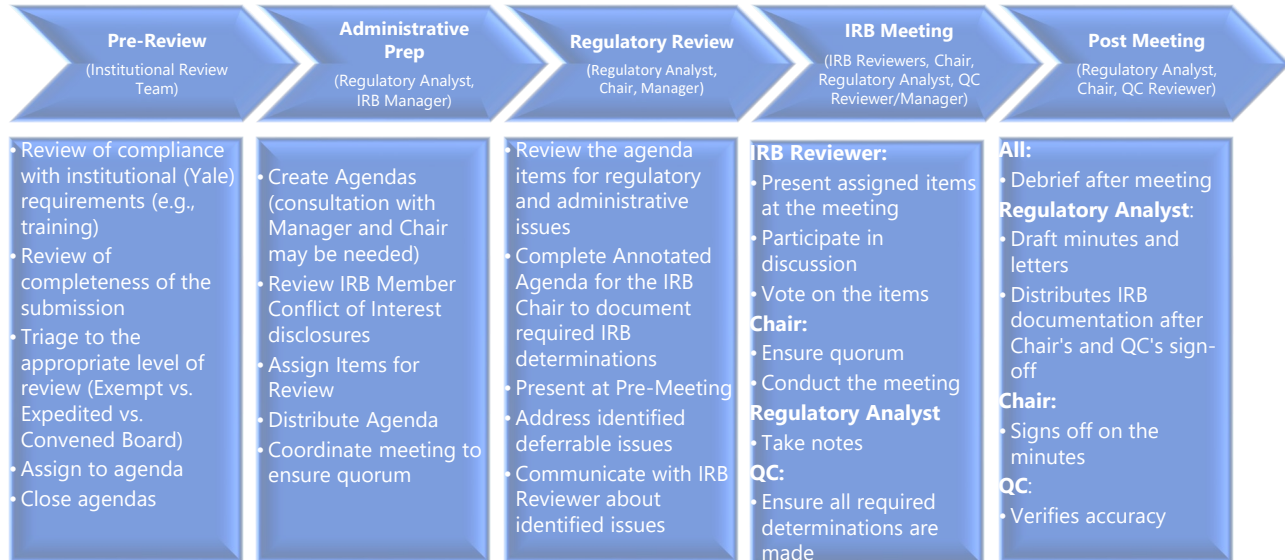 Pre-Review
(Institutional Review
Team)
Administrative
Prep
(Regulatory Analyst,
IRB Manager)
Regulatory Review
(Regulatory Analyst,
Chair, Manager)
IRB Meeting
(IRB Reviewers, Chair,
Regulatory Analyst, QC
Reviewer/Manager)
Post Meeting
(Regulatory Analyst,
Chair, QC Reviewer)
• Review of compliance
with institutional (Yale)
requirements (e.g.,
training)
• Review of
completeness of the
submission
• Triage to the
appropriate level of
review (Exempt vs.
Expedited vs.
Convened Board)
• Assign to agenda
• Close agendas
• Create Agendas
(consultation with
Manager and Chair
may be needed)
• Review IRB Member
Conflict of Interest
disclosures
• Assign Items for
Review
• Distribute Agenda
• Coordinate meeting to
ensure quorum
• Review the agenda
items for regulatory
and administrative
issues
• Complete Annotated
Agenda for the IRB
Chair to document
required IRB
determinations
• Present at Pre-Meeting
• Address identified
deferrable issues
• Communicate with IRB
Reviewer about
identified issues
IRB Reviewer:
• Present assigned items
at the meeting
• Participate in
discussion
• Vote on the items
Chair:
• Ensure quorum
• Conduct the meeting
Regulatory Analyst
• Take notes
QC:
• Ensure all required
determinations are
made
All:
• Debrief after meeting
Regulatory Analyst:
• Draft minutes and
letters
• Distributes IRB
documentation after
Chair's and QC's sign-
off
Chair:
• Signs off on the
minutes
QC:
• Verifies accuracy